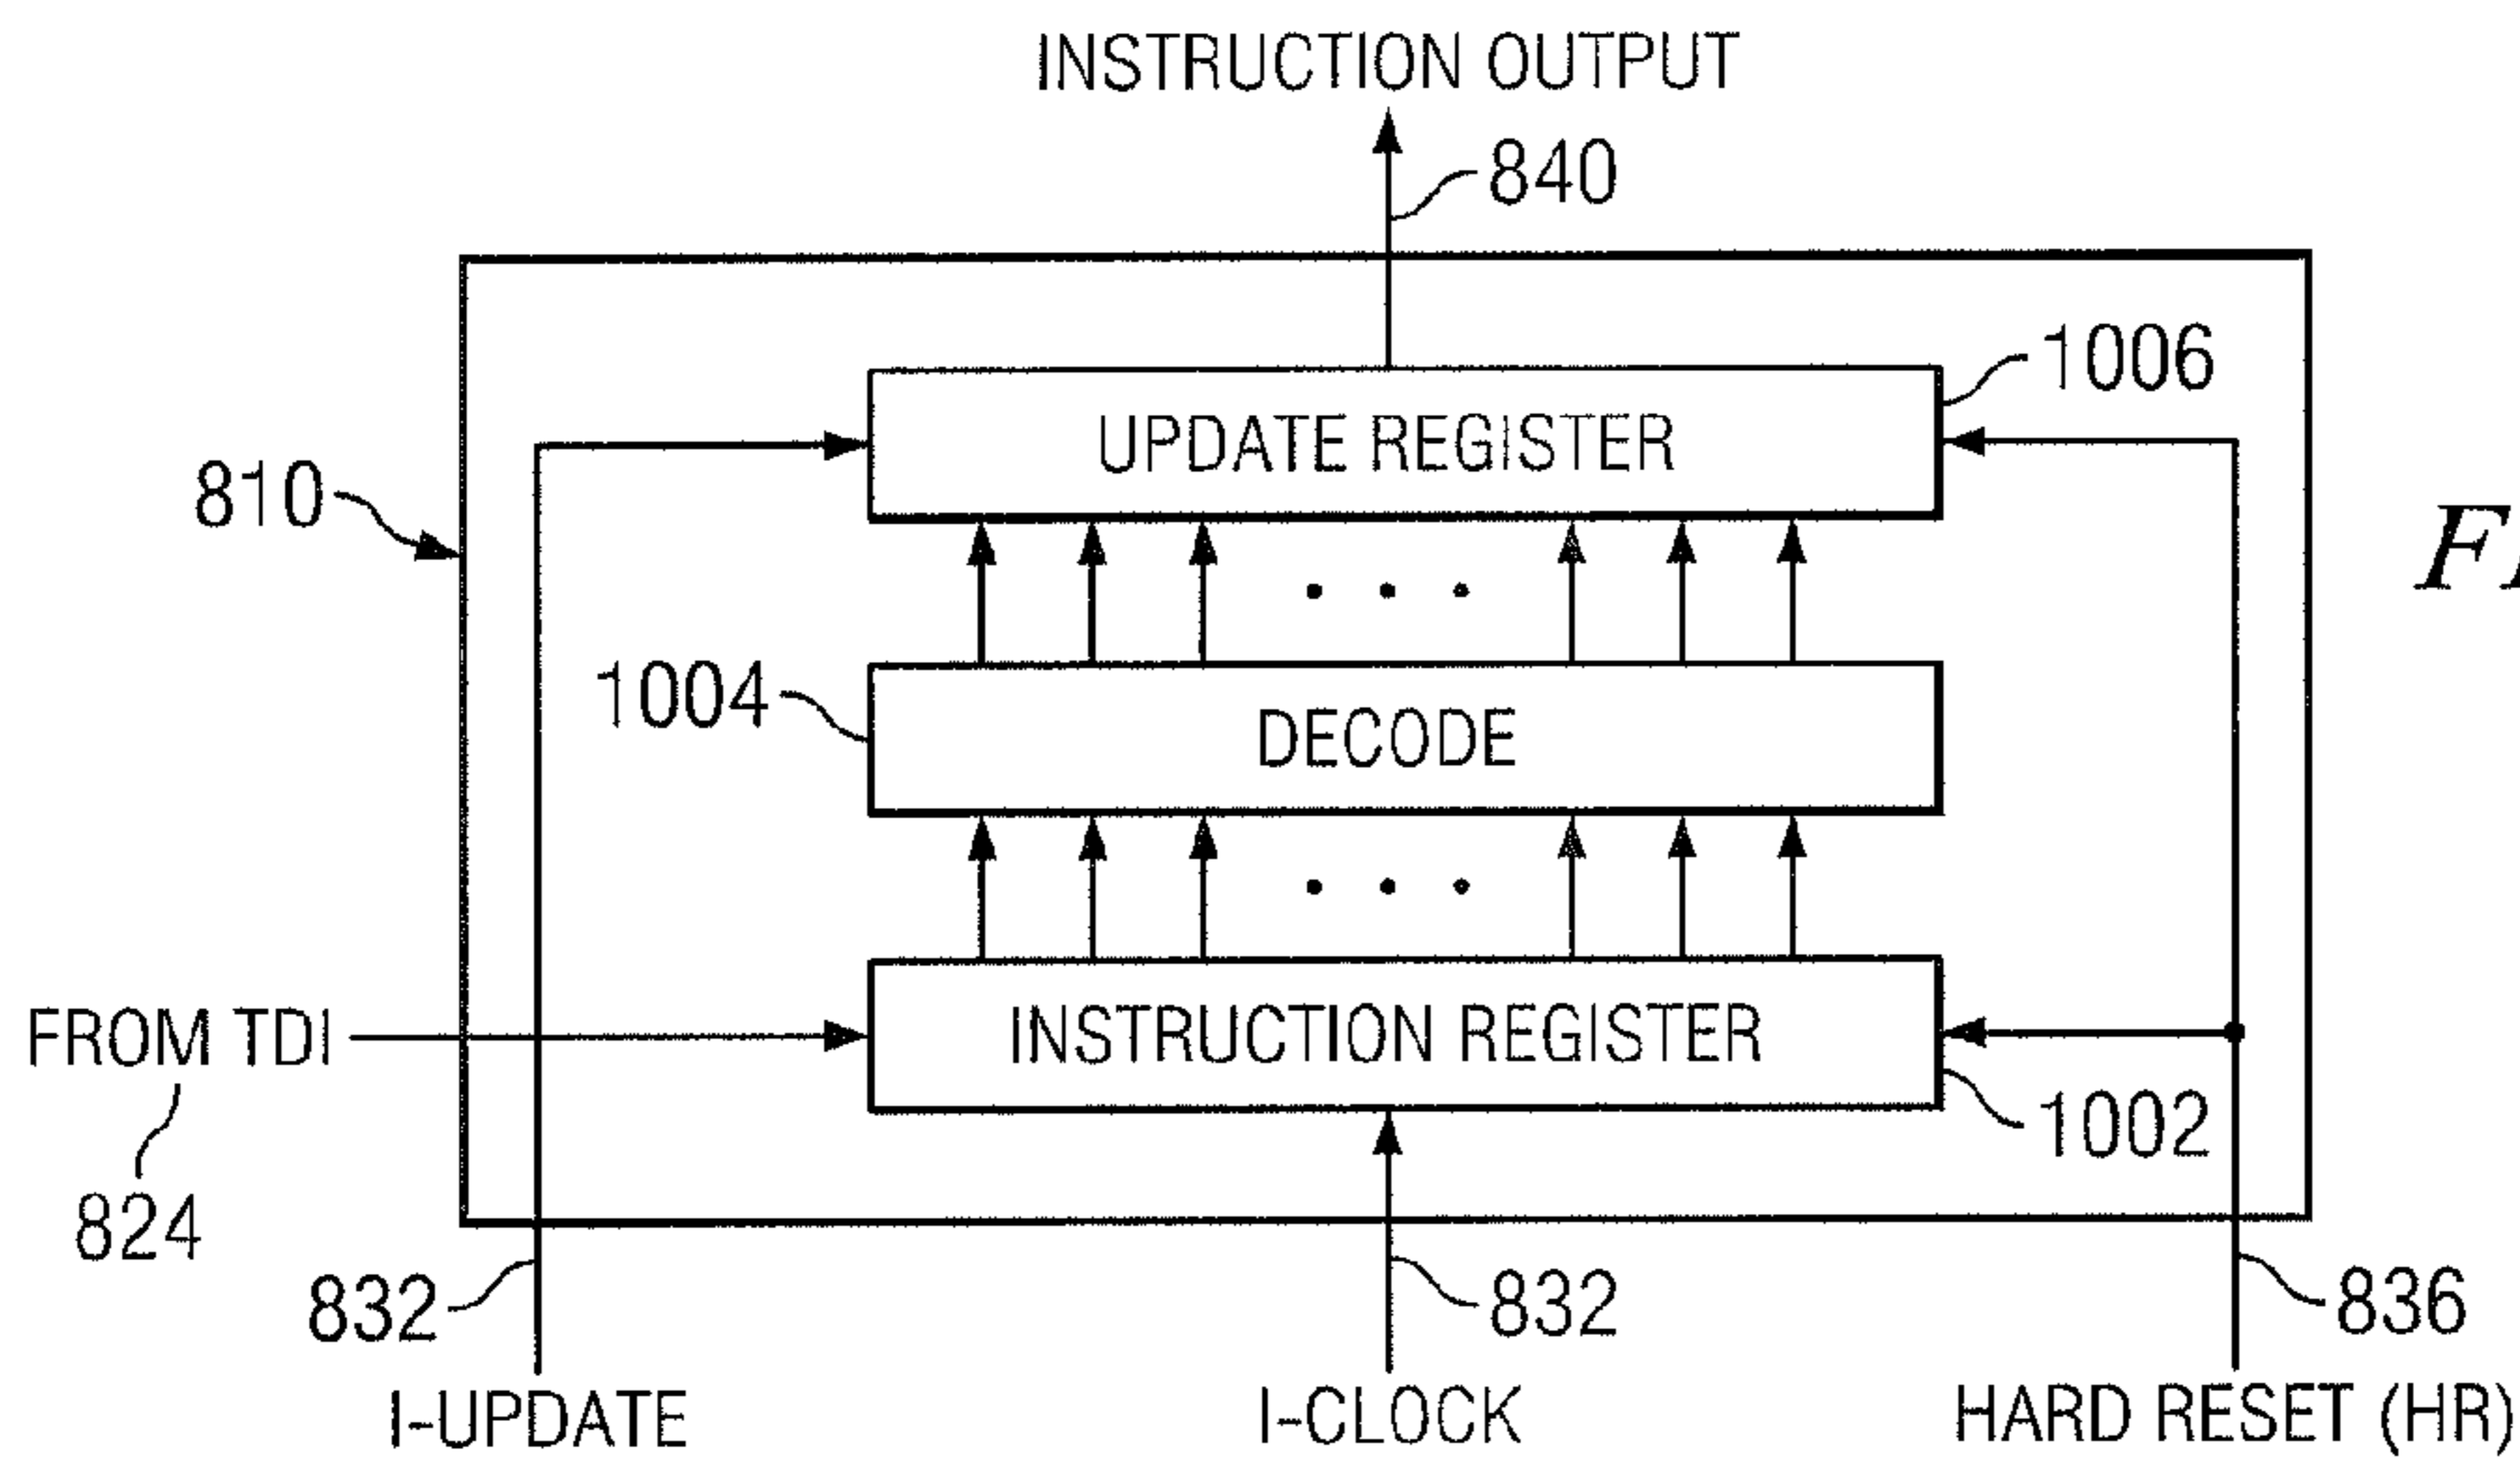 INSTRUCTION OUTPUT
840
1006
UPDATE REGISTER
810
1004
DECODE
FROM TDI
INSTRUCTION REGISTER
1002
824
832
832
836
I-UPDATE
I-CLOCK
HARD RESET (HR)